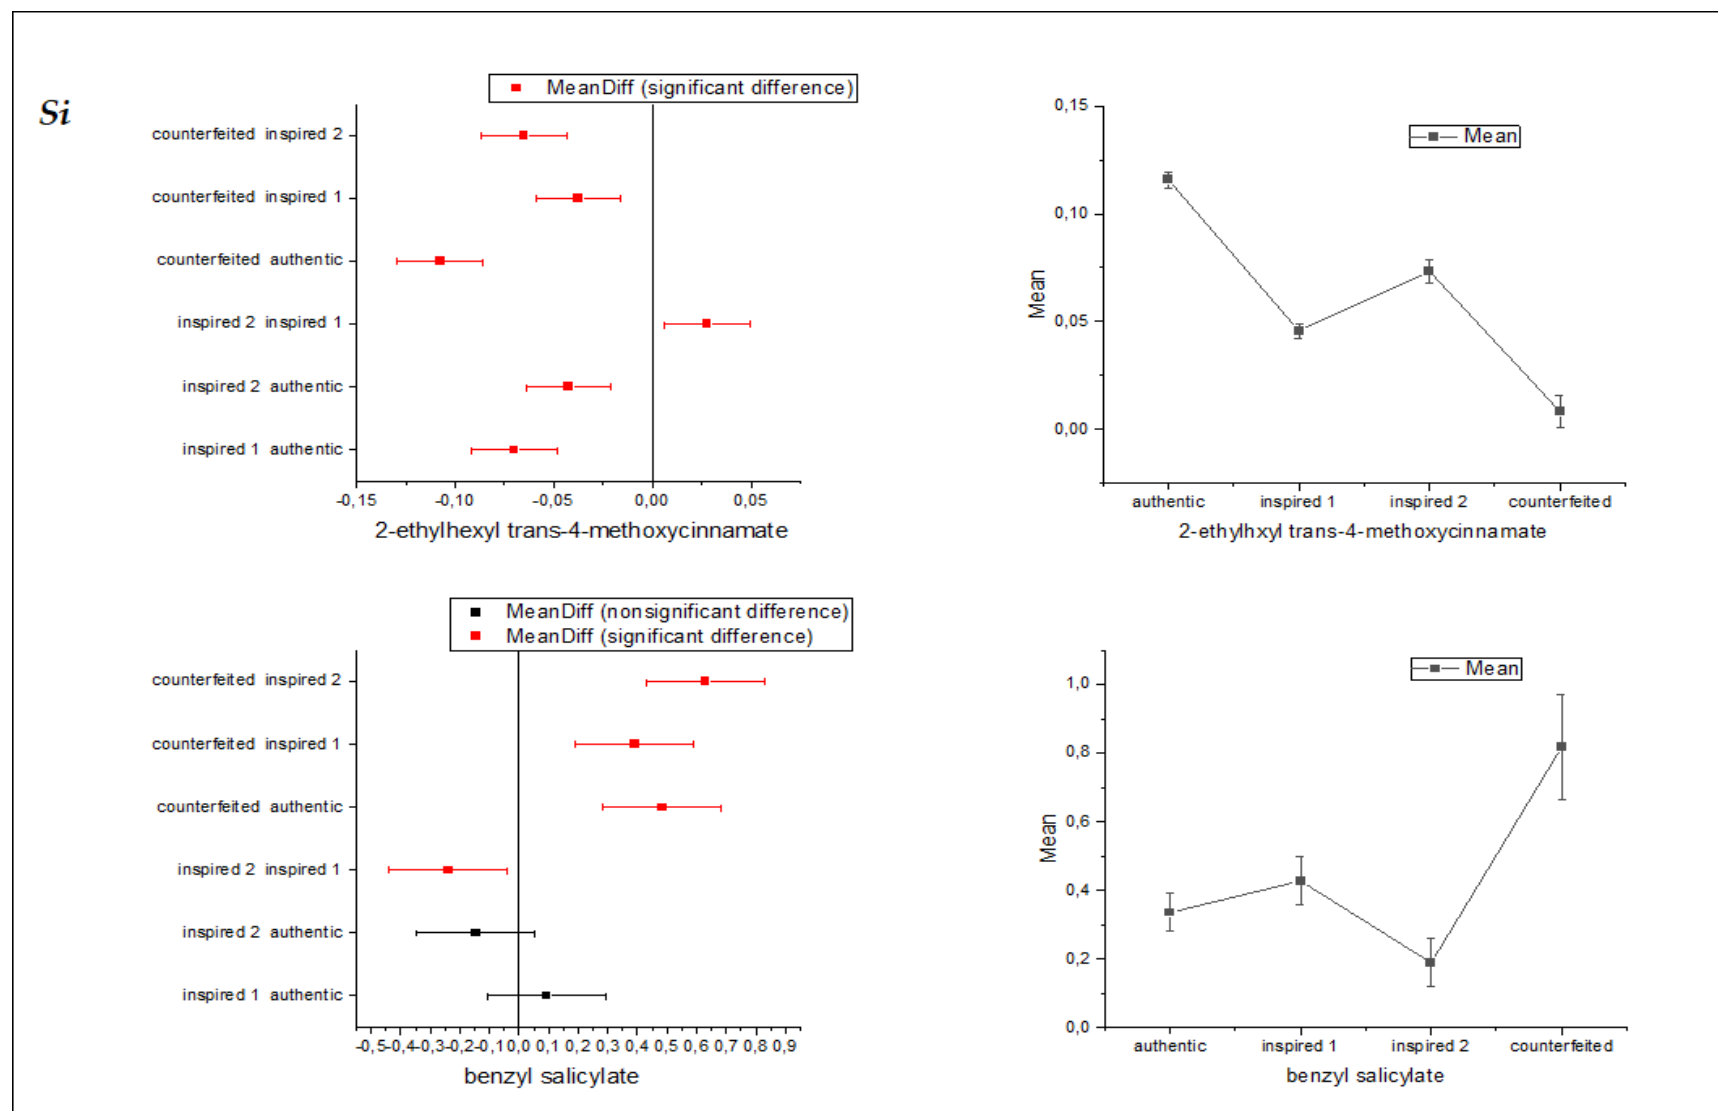 Si
MeanDiff (significant difference)
counterfeited inspired 2
counterfeited inspired 1
counterfeited authentic
inspired 2 inspired 1
inspired 2 authentic
inspired 1 authentic
-0,15 -0,10 -0,05 0,00 0,05
2-ethylhexyl trans-4-methoxycinnamate
Mean
0,15
0,10
0,05
0,00
Mean
authentic inspired 1 inspired 2 counterfeited
2-ethylhxyl trans-4-methoxycinnamate
MeanDiff (nonsignificant difference)
MeanDiff (significant difference)
counterfeited inspired 2
counterfeited inspired 1
counterfeited authentic
inspired 2 inspired 1
inspired 2 authentic
inspired 1 authentic
-0,5 -0,4 -0,3 -0,2 -0,1 0,0 0,1 0,2 0,3 0,4 0,5 0,6 0,7 0,8 0,9
benzyl salicylate
Mean
1,0
0,8
0,6
0,4
0,2
0,0
Mean
authentic inspired 1 inspired 2 counterfeited
benzyl salicylate